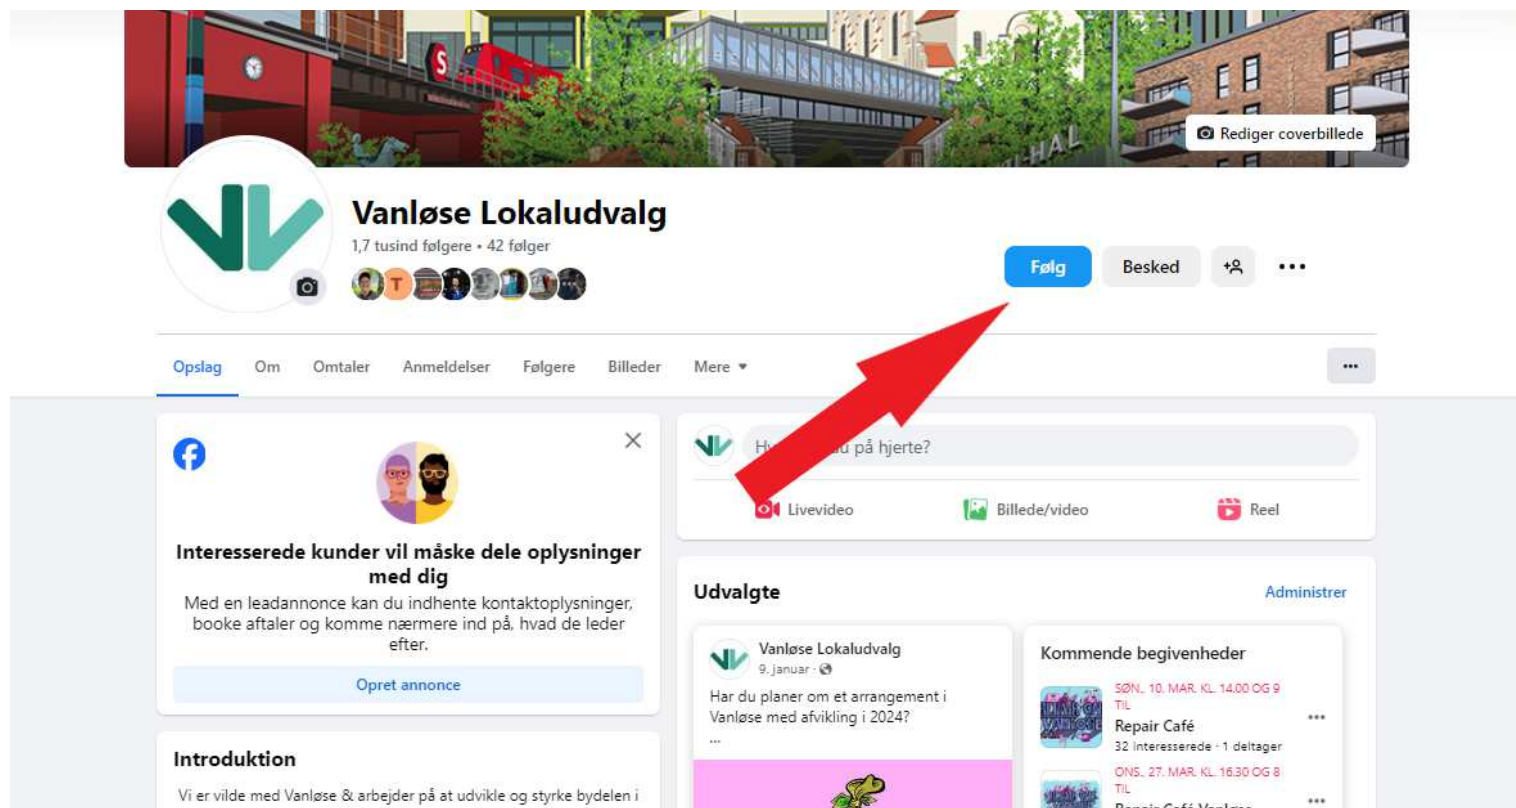 S
HAL
Rediger coverbillede
Vanløse Lokaludvalg
1,7 tusind følgere • 42 følger
T
Følg
Besked
Opslag
Om
Omtaler
Anmeldelser
Følgere
Billeder
Mere
Interesserede kunder vil måske dele oplysninger
med dig
Med en leadannonce kan du indhente kontaktoplysninger,
booke aftaler og komme nærmere ind på, hvad de leder
efter.
Opret annonce
Introduktion
Vi er vilde med Vanløse & arbejder på at udvikle og styrke bydelen i
på hjerte?
Livevideo
Billede/video
Reel
Udvalgte
Administrer
Vanløse Lokaludvalg
9. januar ·
Har du planer om et arrangement i
Vanløse med afvikling i 2024?
...
Kommende begivenheder
SØN., 10. MAR. KL. 14.00 OG 9
TIL
Repair Café
32 interesserede · 1 deltager
ONS., 27. MAR. KL. 16.30 OG 8
TIL
Repair Café Vanløse